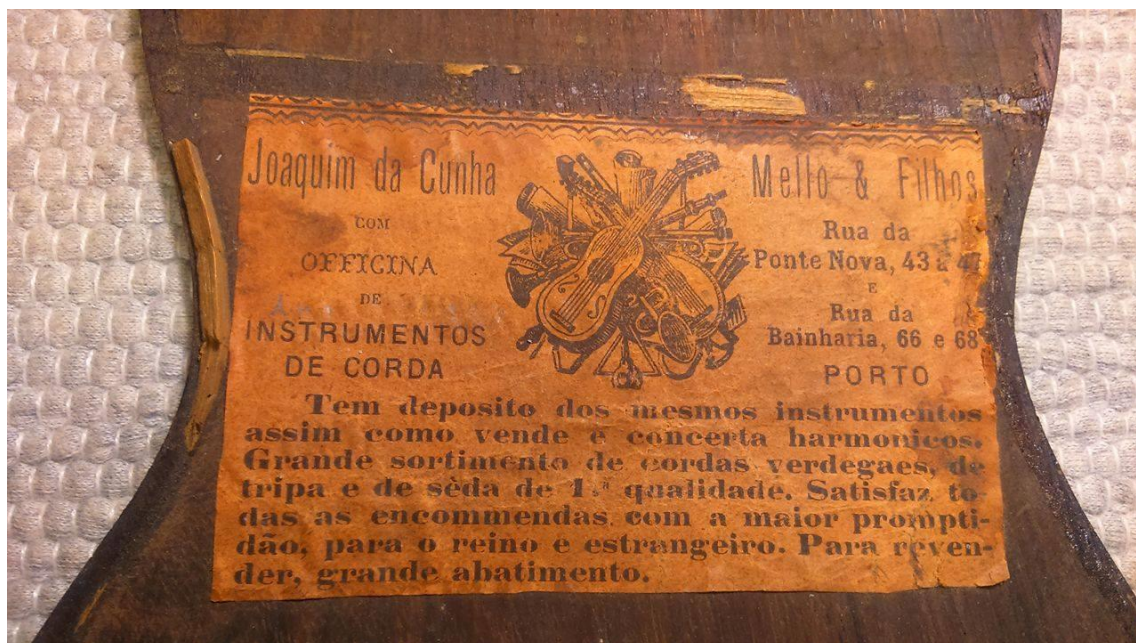 Joaquim da Cunha
COM
OFFICINA
DE
INSTRUMENTOS
DE CORDA
Mello & Filhos
Rua da
Ponte Nova, 43 a 47
E
Rua da
Bainharia, 66 e 68
PORTO
Tem deposito dos mesmos instrumentos
assim como vende e concerta harmonicos.
Grande sortimento de cordas verdegaes, de
tripa e de sèda de 1.ª qualidade. Satisfaz to-
das as encommendas com a maior prompti-
dão, para o reino e estrangeiro. Para reven-
der, grande abatimento.